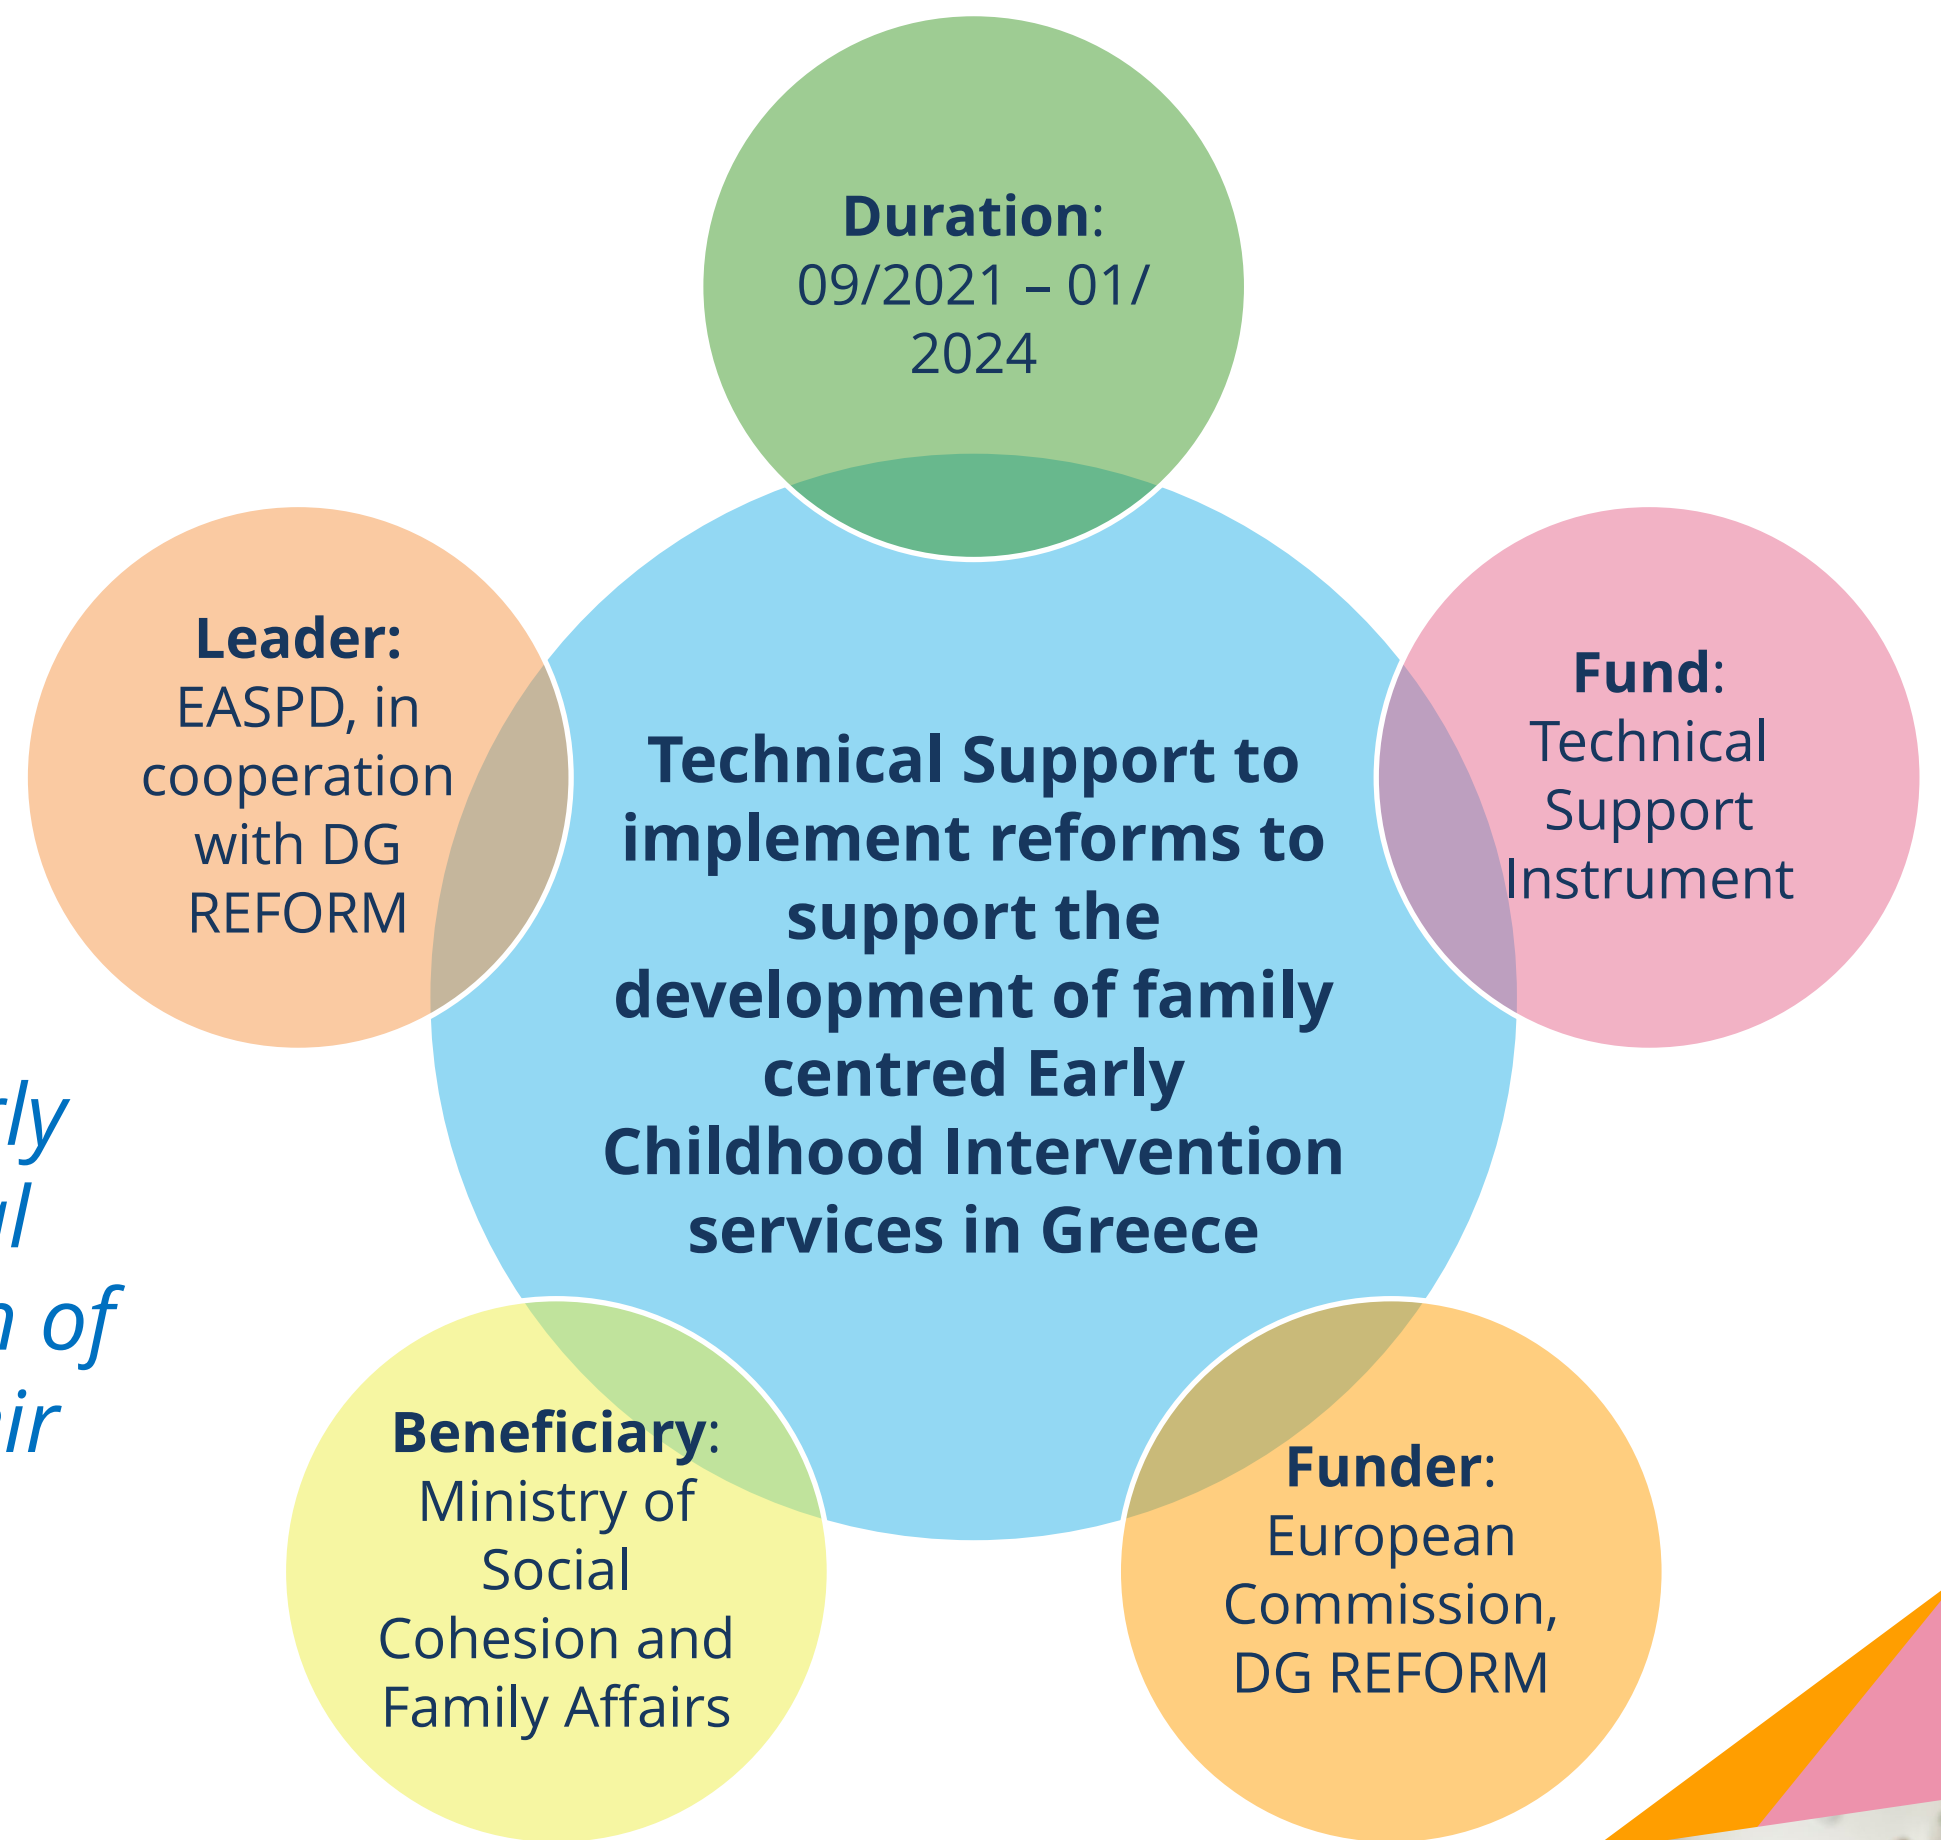 Duration:
09/2021 – 01/
2024
Leader:
EASPD, in
cooperation
with DG
REFORM
Fund:
Technical
Support
Instrument
Technical Support to
implement reforms to
support the
development of family
centred Early
Childhood Intervention
services in Greece
of
Beneficiary:
Ministry of
Social
Cohesion and
Family Affairs
Funder:
European
Commission,
DG REFORM